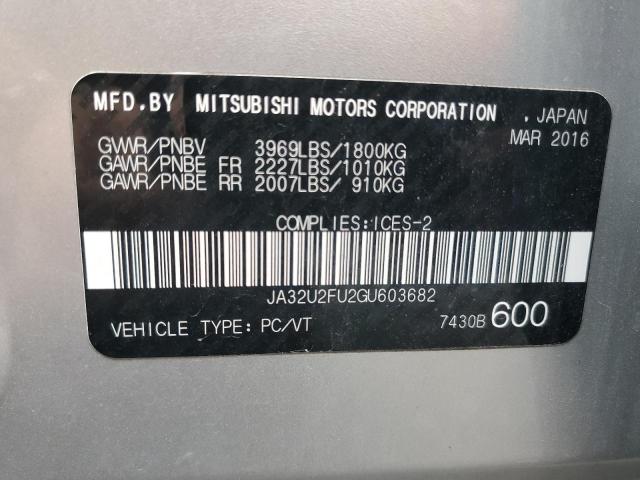 MFD.BY MITSUBISHI MOTORS CORPORATION , JAPAN
MAR 2016
GVWR/PNBV 3969LBS/1800KG
GAWR/PNBE FR 2227LBS/1010KG
GAWR/PNBE RR 2007LBS/ 910KG
COMPLIES:ICES-2
JA32U2FU2GU603682
VEHICLE TYPE: PC/VT 7430B 600